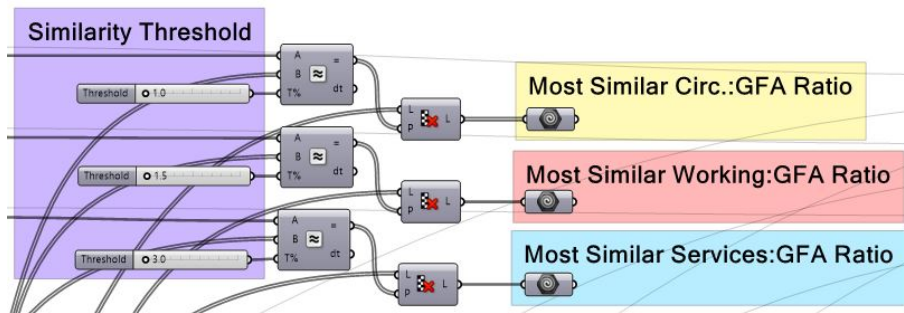 Similarity Threshold
A
B
T%
=
dt
Threshold 1.0
L
P
L
Most Similar Circ.:GFA Ratio
A
B
T%
=
dt
Threshold 1.5
L
P
L
Most Similar Working:GFA Ratio
A
B
T%
=
dt
Threshold 3.0
L
P
L
Most Similar Services:GFA Ratio